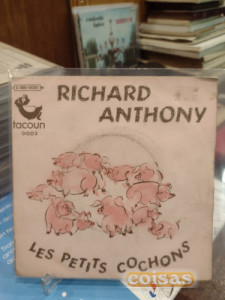 RICHARD
ANTHONY
tacoun
LES PETITS COCHONS
coisas